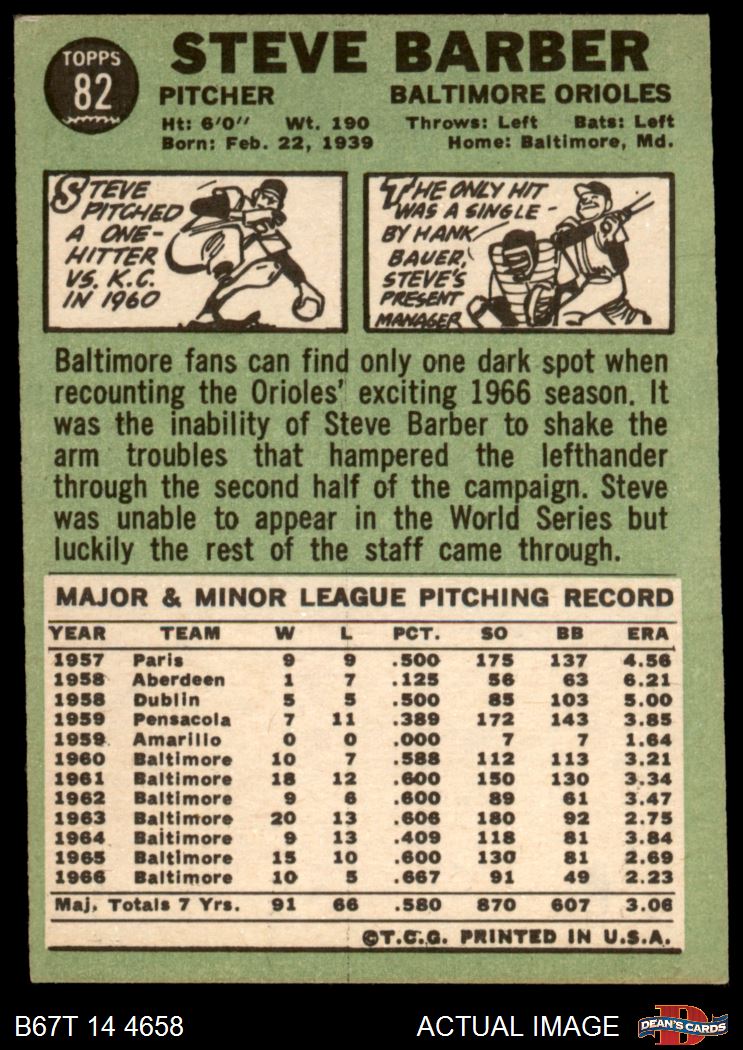 TOPPS
82
STEVE BARBER
PITCHER BALTIMORE ORIOLES
Ht: 6'0" Wt. 190 Throws: Left Bats: Left
Born: Feb. 22, 1939 Home: Baltimore, Md.
STEVE
PITCHED
A ONE-
HITTER
VS. K.C.
IN 1960
THE ONLY HIT
WAS A SINGLE -
BY HANK
BAUER,
STEVE'S
PRESENT
MANAGER
Baltimore fans can find only one dark spot when
recounting the Orioles' exciting 1966 season. It
was the inability of Steve Barber to shake the
arm troubles that hampered the lefthander
through the second half of the campaign. Steve
was unable to appear in the World Series but
luckily the rest of the staff came through.
MAJOR & MINOR LEAGUE PITCHING RECORD
YEAR TEAM W L PCT. SO BB ERA
1957 Paris 9 9 .500 175 137 4.56
1958 Aberdeen 1 7 .125 56 63 6.21
1958 Dublin 5 5 .500 85 103 5.00
1959 Pensacola 7 11 .389 172 143 3.85
1959 Amarillo 0 0 .000 7 7 1.64
1960 Baltimore 10 7 .588 112 113 3.21
1961 Baltimore 18 12 .600 150 130 3.34
1962 Baltimore 9 6 .600 89 61 3.47
1963 Baltimore 20 13 .606 180 92 2.75
1964 Baltimore 9 13 .409 118 81 3.84
1965 Baltimore 15 10 .600 130 81 2.69
1966 Baltimore 10 5 .667 91 49 2.23
Maj. Totals 7 Yrs. 91 66 .580 870 607 3.06
©T.C.G. PRINTED IN U.S.A.
B67T 14 4658 ACTUAL IMAGE
D
DEAN'S CARDS